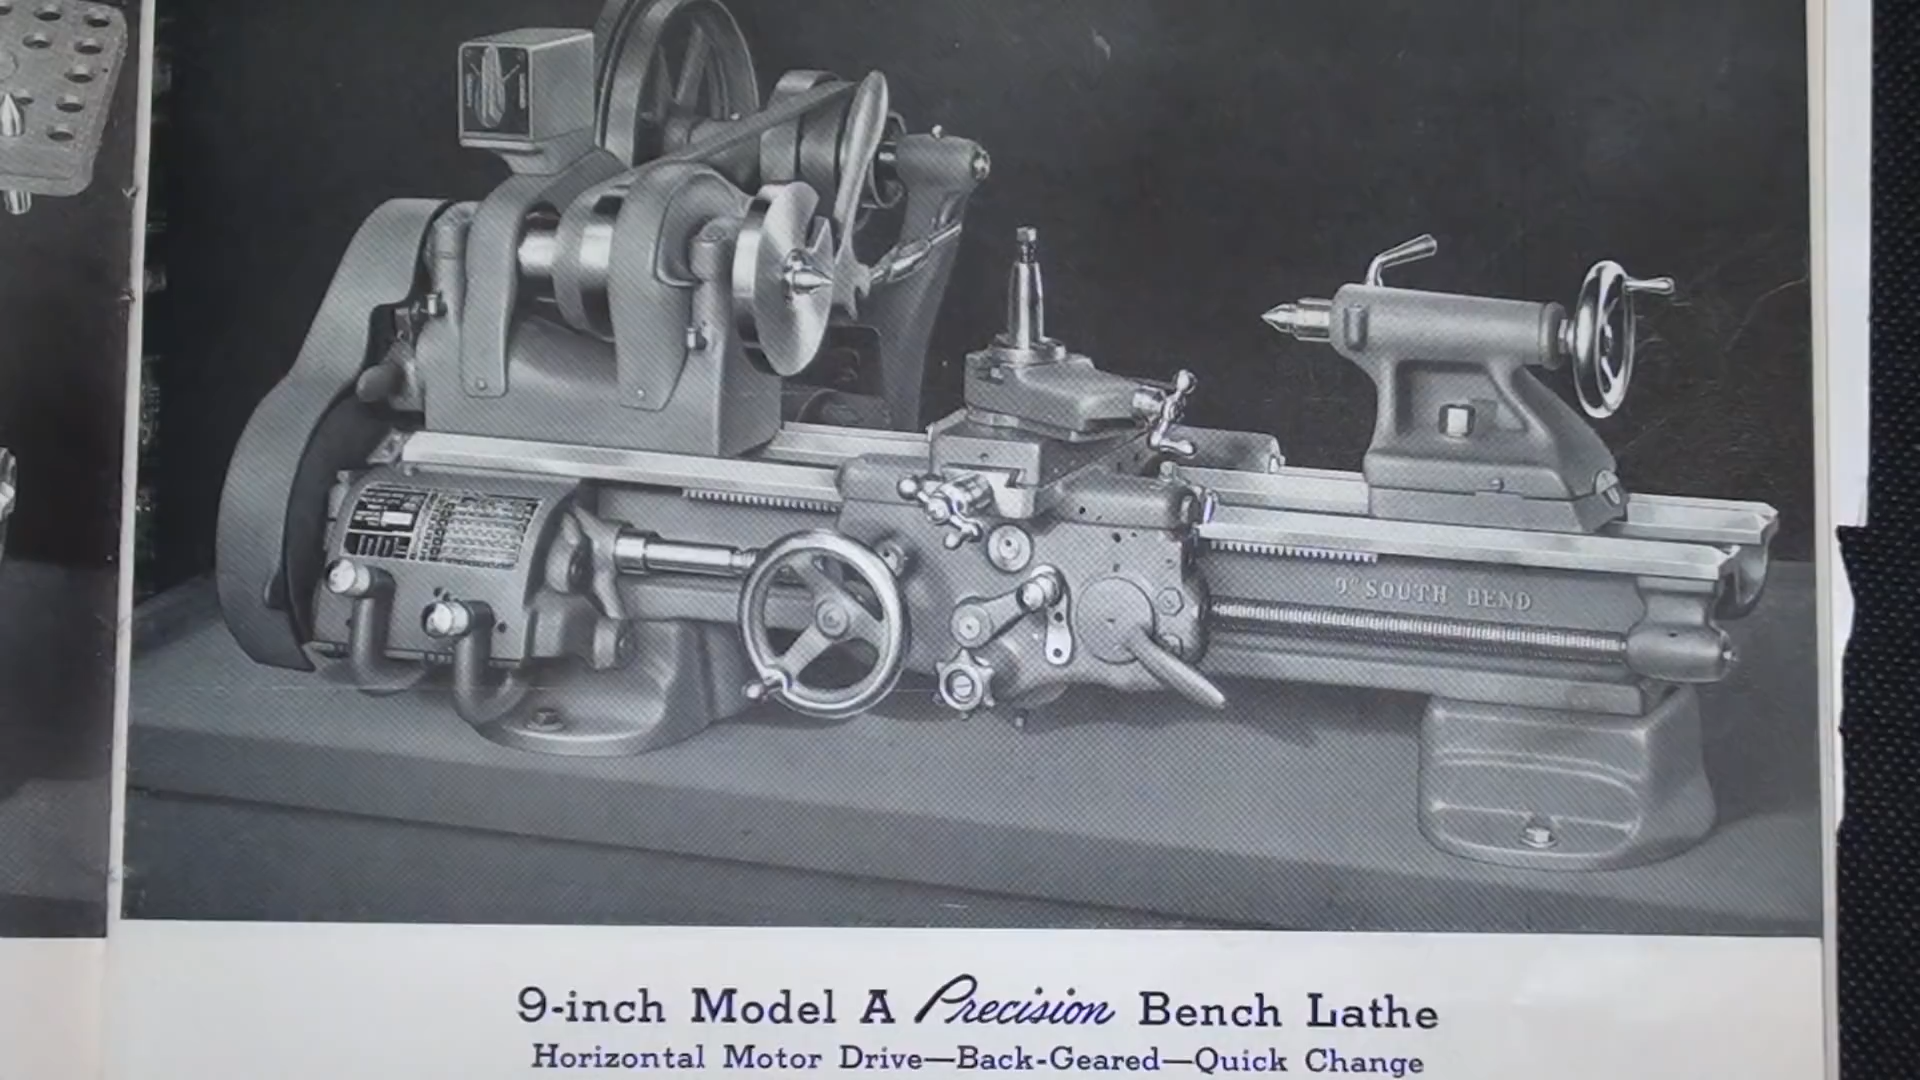 9" SOUTH BEND
9-inch Model A Precision Bench Lathe
Horizontal Motor Drive—Back-Geared—Quick Change